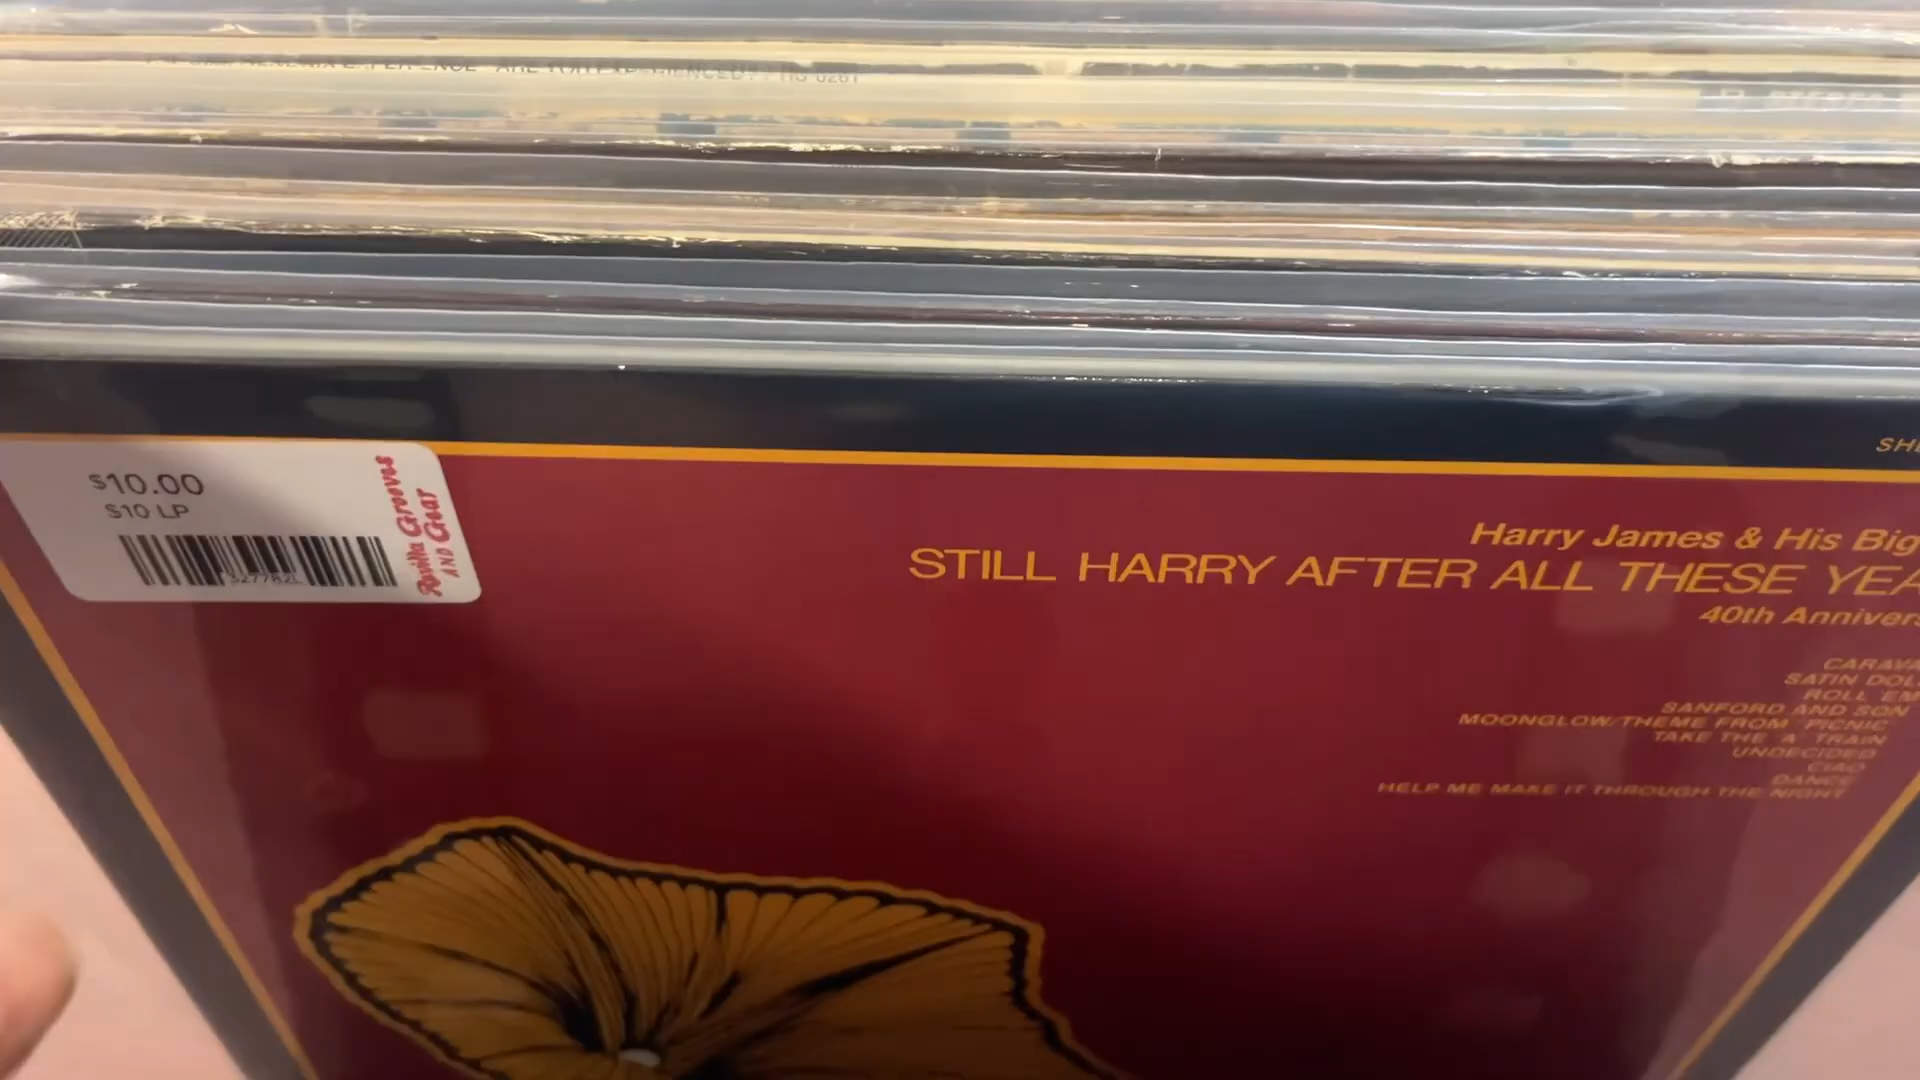 $10.00
$10 LP
Ravilla Grooves
AND Gear
Harry James & His Big
STILL HARRY AFTER ALL THESE YEA
40th Annivers
CARAVA
SATIN DOL
ROLL 'EM
SANFORD AND SON
MOONGLOW/THEME FROM "PICNIC"
TAKE THE "A" TRAIN
UNDECIDED
CIAO
DANCE
HELP ME MAKE IT THROUGH THE NIGHT